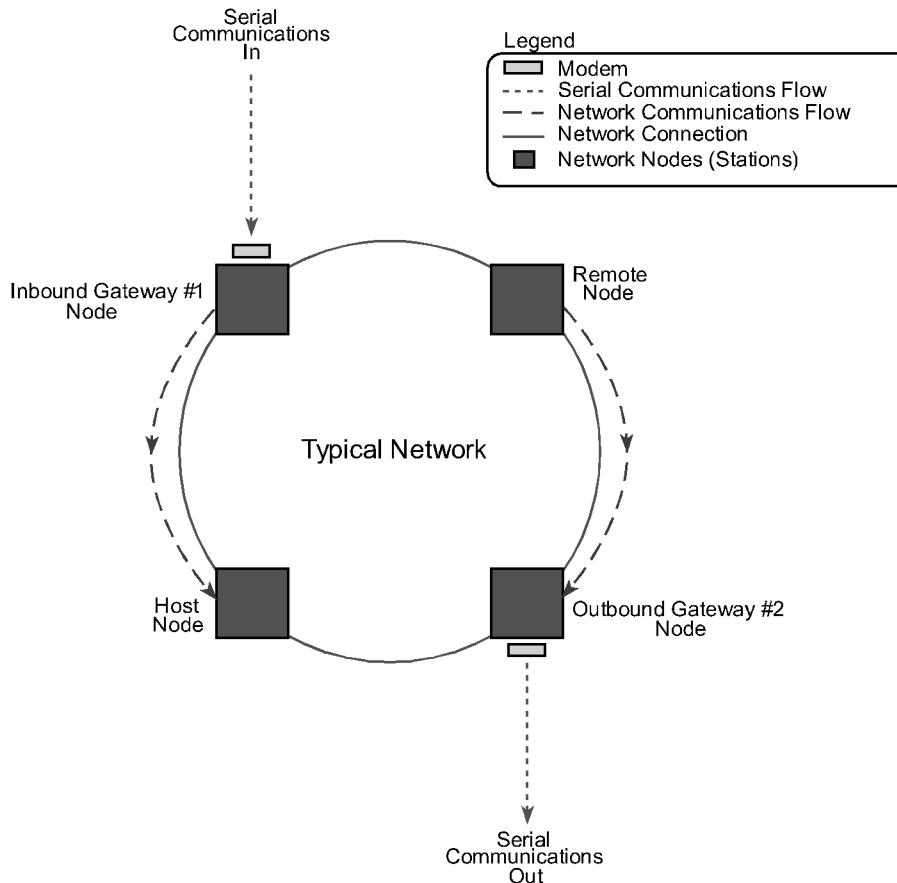 Serial
Communications
In
Legend
Modem
Serial Communications Flow
Network Communications Flow
Network Connection
Network Nodes (Stations)
Inbound Gateway #1
Node
Remote
Node
Typical Network
Host
Node
Outbound Gateway #2
Node
Serial
Communications
Out